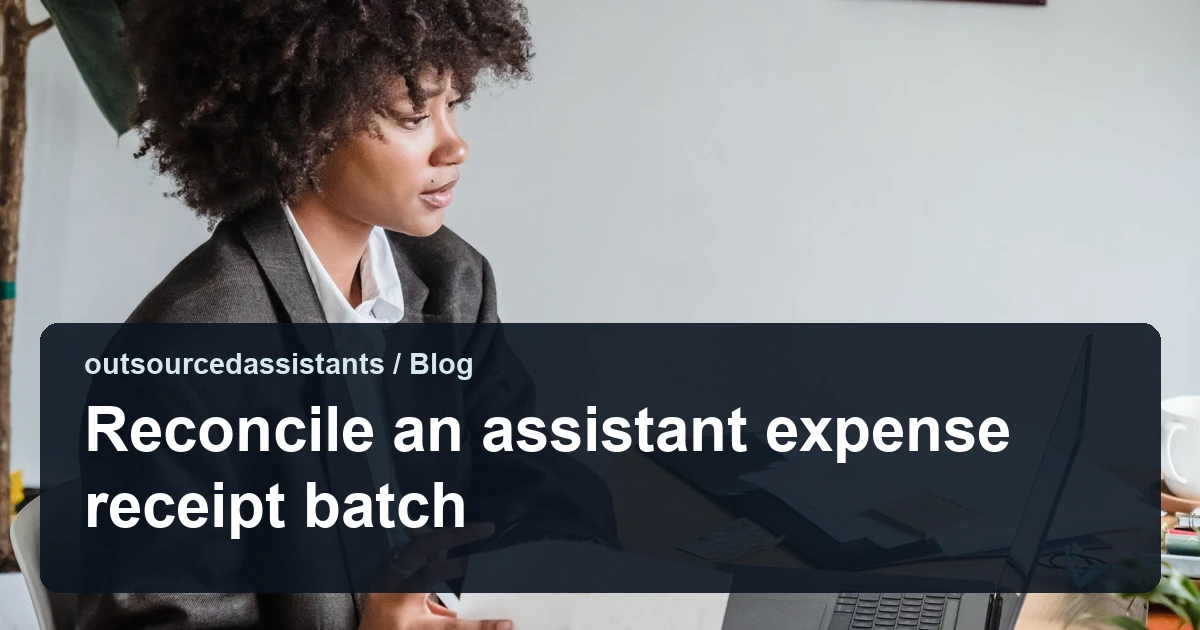 outsourcedassistants / Blog
Reconcile an assistant expense
receipt batch